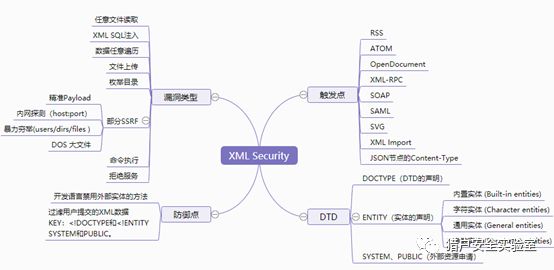 任意文件读取
XML SQL注入
数据任意遍历
文件上传
枚举目录
精准Payload
内网探测（host:port）
暴力夯举(users/dirs/files )
DOS 大文件
部分SSRF
命令执行
拒绝服务
漏洞类型
开发语言禁用外部实体的方法
过滤用户提交的XML数据
KEY：<!DOCTYPE和<!ENTITY
SYSTEM和PUBLIC。
防御点
XML Security
触发点
RSS
ATOM
OpenDocument
XML-RPC
SOAP
SAML
SVG
XML Import
JSON节点的Content-Type
DTD
DOCTYPE（DTD的声明）
ENTITY（实体的声明）
内置实体 (Built-in entities)
字符实体 (Character entities)
通用实体 (General entities)
SYSTEM、PUBLIC（外部资源申请）
猎户安全实验室